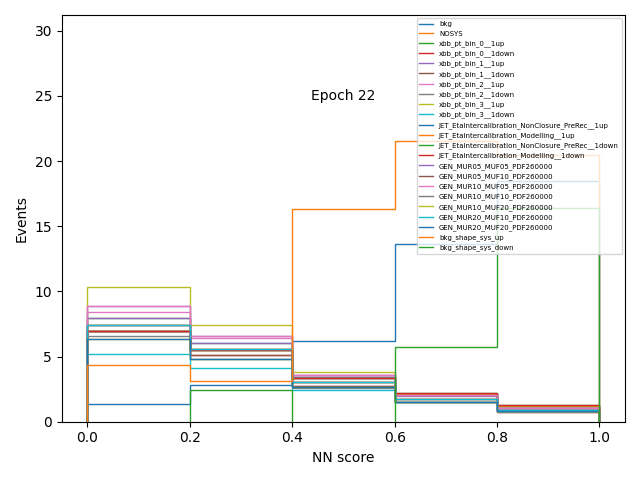 30
25
20
15
10
5
0
Events
Epoch 22
bkg
NOSYS
xbb_pt_bin_0__1up
xbb_pt_bin_0__1down
xbb_pt_bin_1__1up
xbb_pt_bin_1__1down
xbb_pt_bin_2__1up
xbb_pt_bin_2__1down
xbb_pt_bin_3__1up
xbb_pt_bin_3__1down
JET_EtaIntercalibration_NonClosure_PreRec__1up
JET_EtaIntercalibration_Modelling__1up
JET_EtaIntercalibration_NonClosure_PreRec__1down
JET_EtaIntercalibration_Modelling__1down
GEN_MUR05_MUF05_PDF260000
GEN_MUR05_MUF10_PDF260000
GEN_MUR10_MUF05_PDF260000
GEN_MUR10_MUF10_PDF260000
GEN_MUR10_MUF20_PDF260000
GEN_MUR20_MUF10_PDF260000
GEN_MUR20_MUF20_PDF260000
bkg_shape_sys_up
bkg_shape_sys_down
0.0 0.2 0.4 0.6 0.8 1.0
NN score